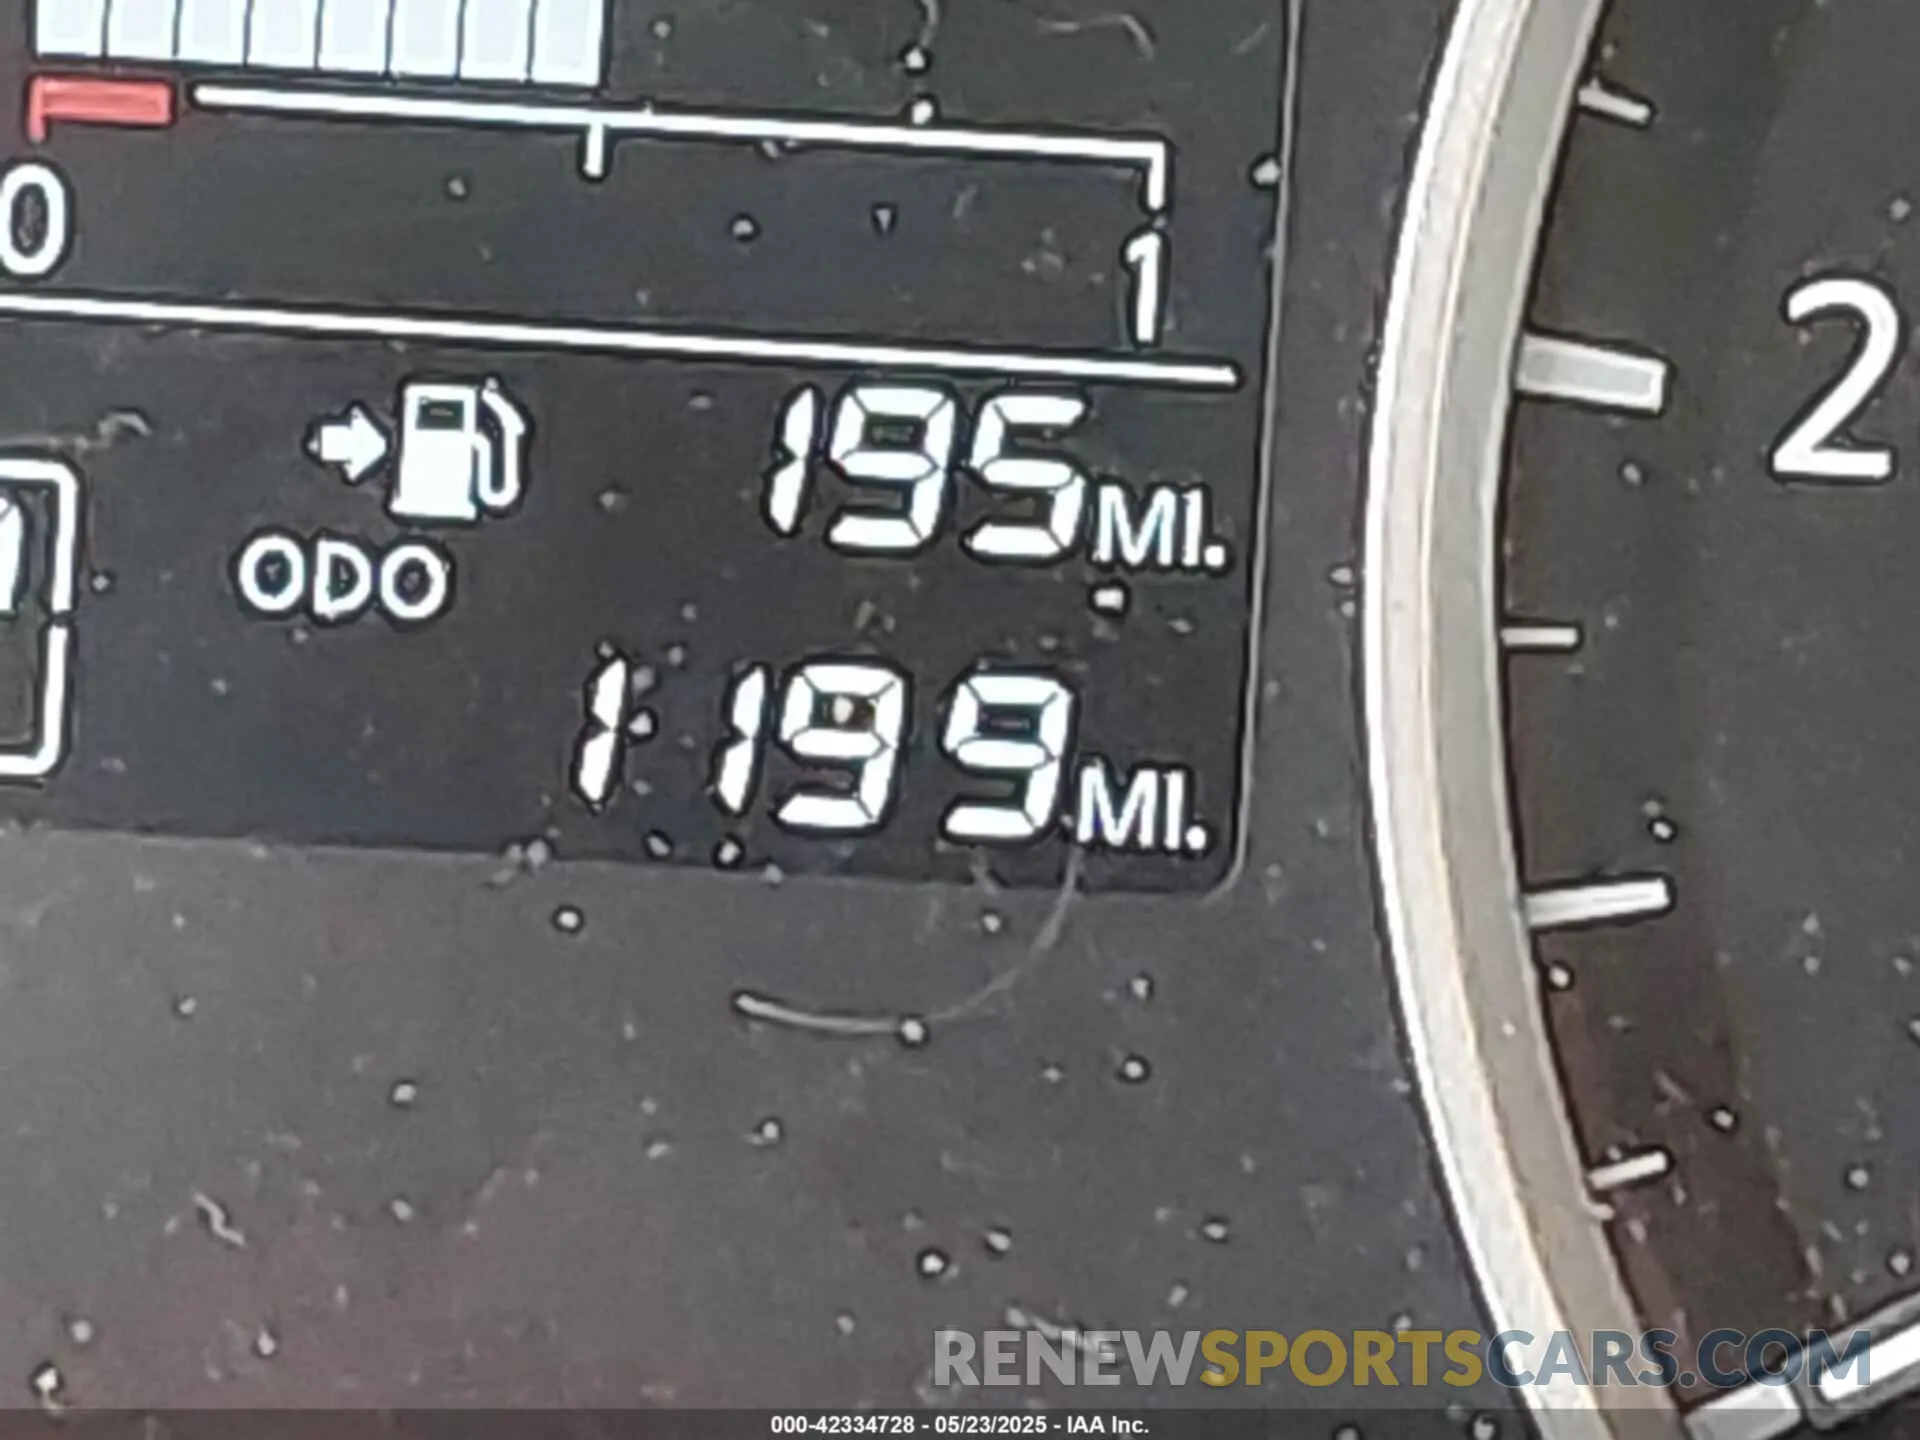 0 1
2
195 MI.
ODO
1199 MI.
RENEWSPORTSCARS.COM
000-42334728 - 05/23/2025 - IAA Inc.